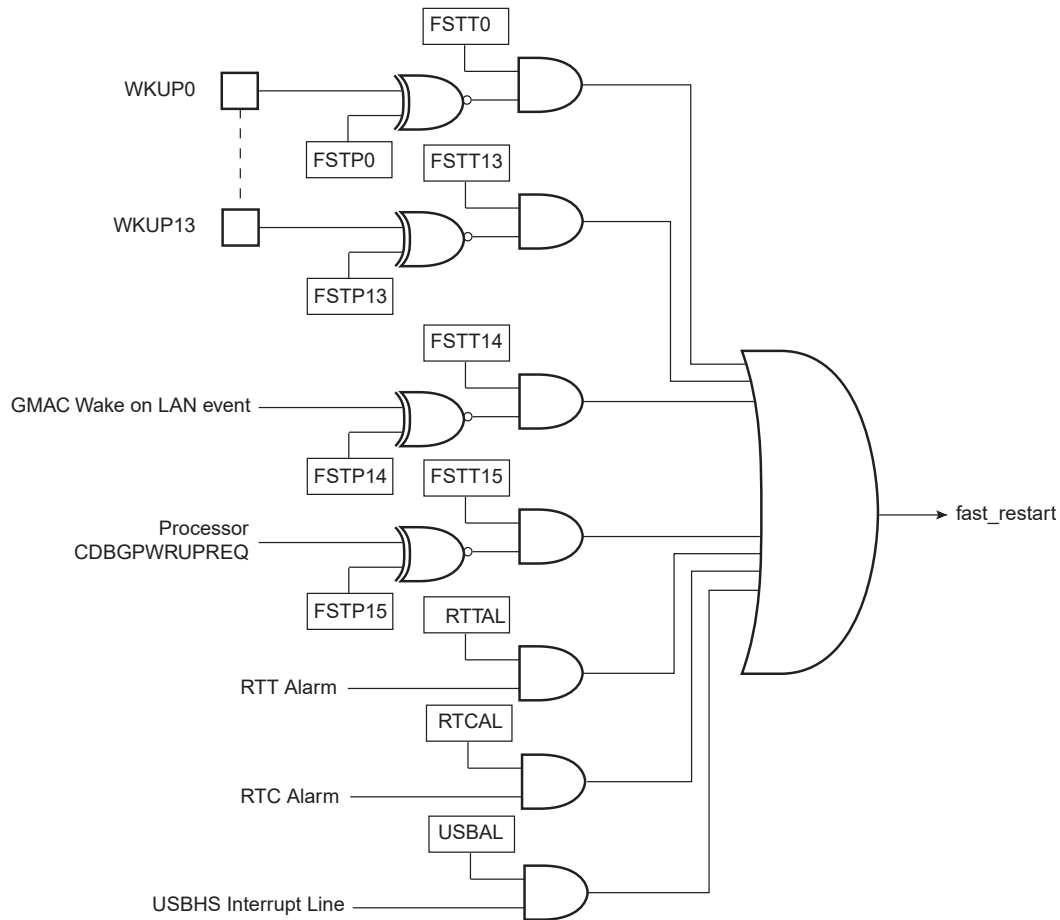 FSTT0
WKUP0
FSTP0
FSTT13
WKUP13
FSTP13
FSTT14
GMAC Wake on LAN event
FSTP14
FSTT15
fast_restart
Processor
CDBGPWRUPREQ
FSTP15
RTTAL
RTT Alarm
RTCAL
RTC Alarm
USBAL
USBHS Interrupt Line